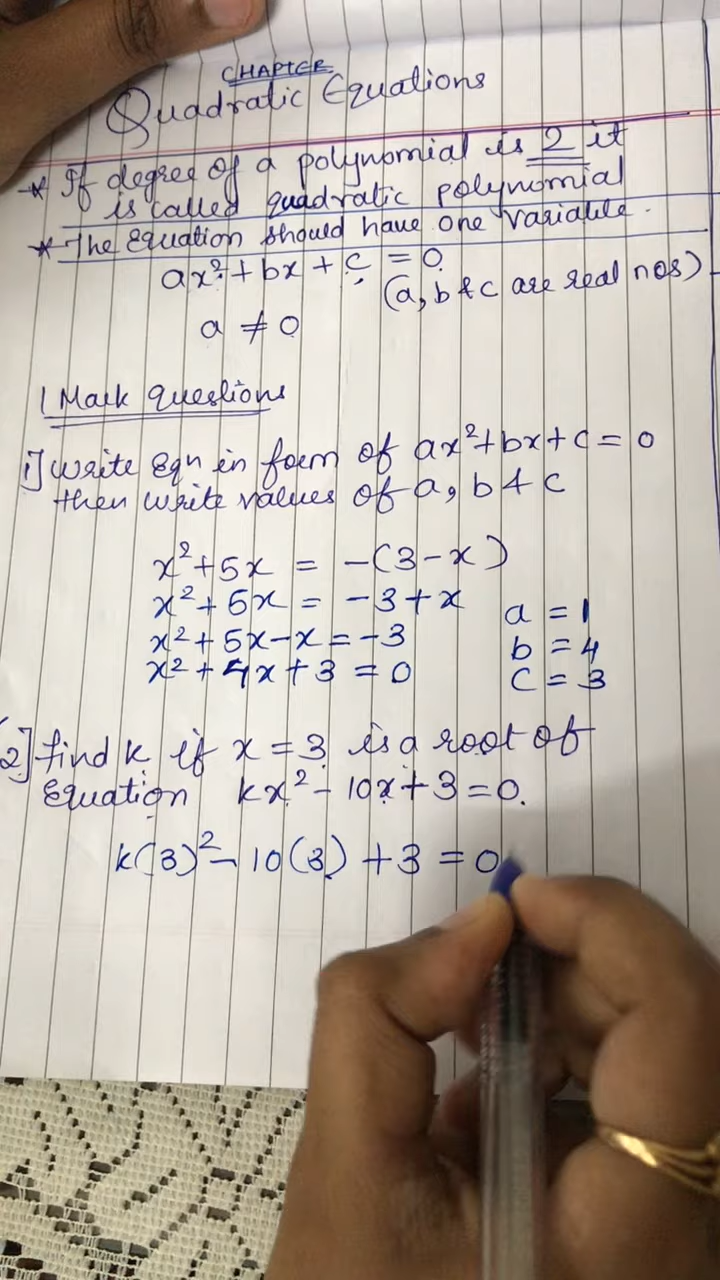 CHAPTER
Quadratic Equations
* If degree of a polynomial is 2 it
is called quadratic polynomial
* The Equation should have one variable.
ax² + bx + c = 0
(a, b & c are real nos)
a ≠ 0
1 Mark questions
1] Write Eqn in form of ax²+bx+c = 0
then write values of a, b & c
x² + 5x = -(3-x)
x² + 5x = -3+x
a = 1
x² + 5x - x = -3
b = 4
x² + 4x + 3 = 0
c = 3
2] find k if x = 3 is a root of
Equation kx² - 10x + 3 = 0.
k(3)² - 10(3) + 3 = 0